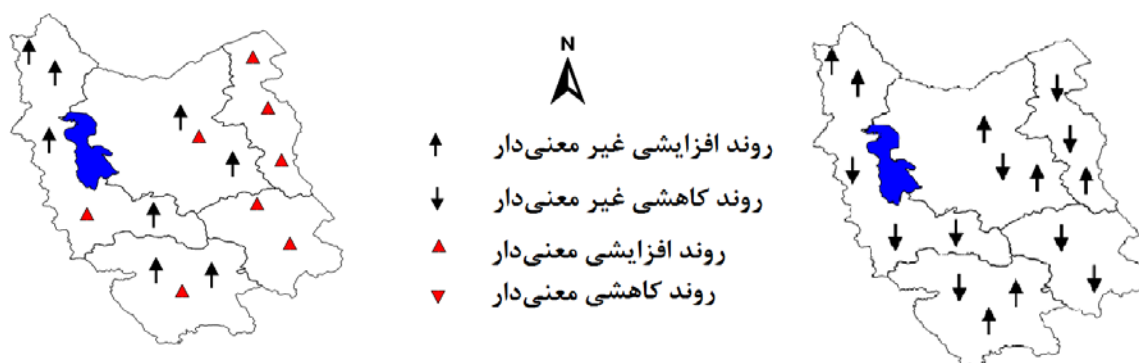 N
روند افزایشی غیر معنی‌دار
روند کاهشی غیر معنی‌دار
روند افزایشی معنی‌دار
روند کاهشی معنی‌دار